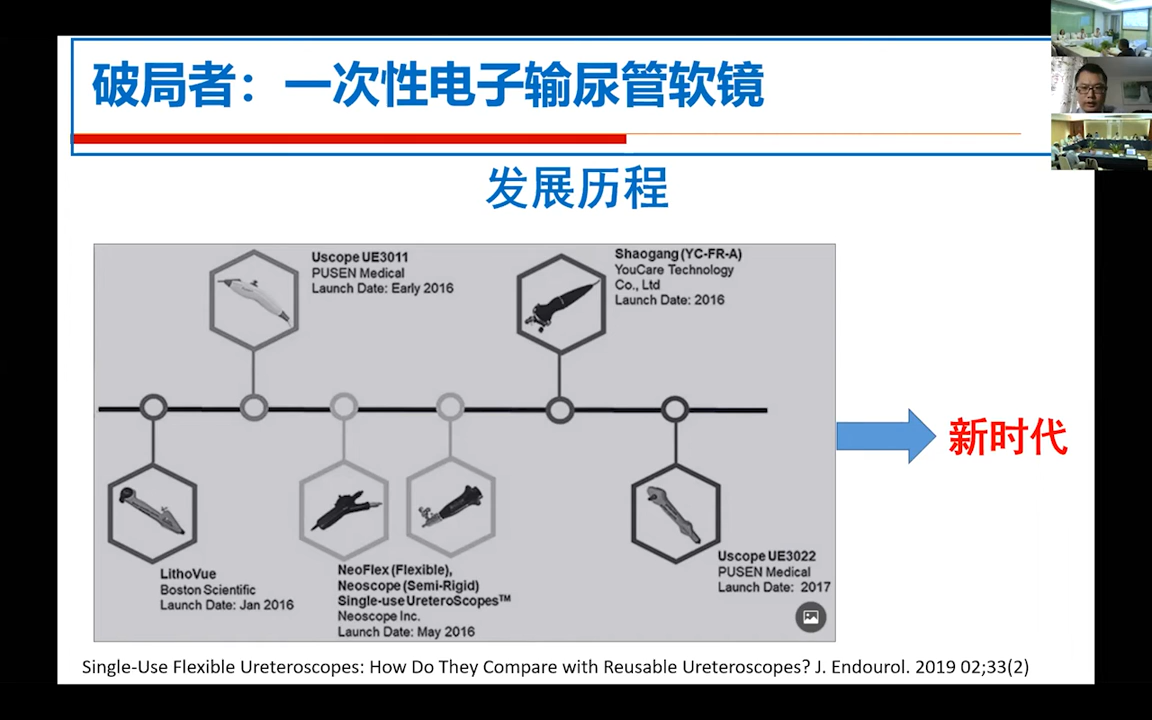 破局者：一次性电子输尿管软镜
发展历程
Uscope UE3011
PUSEN Medical
Launch Date: Early 2016
Shaogang (YC-FR-A)
YouCare Technology
Co., Ltd
Launch Date: 2016
新时代
LithoVue
Boston Scientific
Launch Date: Jan 2016
NeoFlex (Flexible),
Neoscope (Semi-Rigid)
Single-use UreteroScopes™
Neoscope Inc.
Launch Date: May 2016
Uscope UE3022
PUSEN Medical
Launch Date: 2017
Single-Use Flexible Ureteroscopes: How Do They Compare with Reusable Ureteroscopes? J. Endourol. 2019 02;33(2)